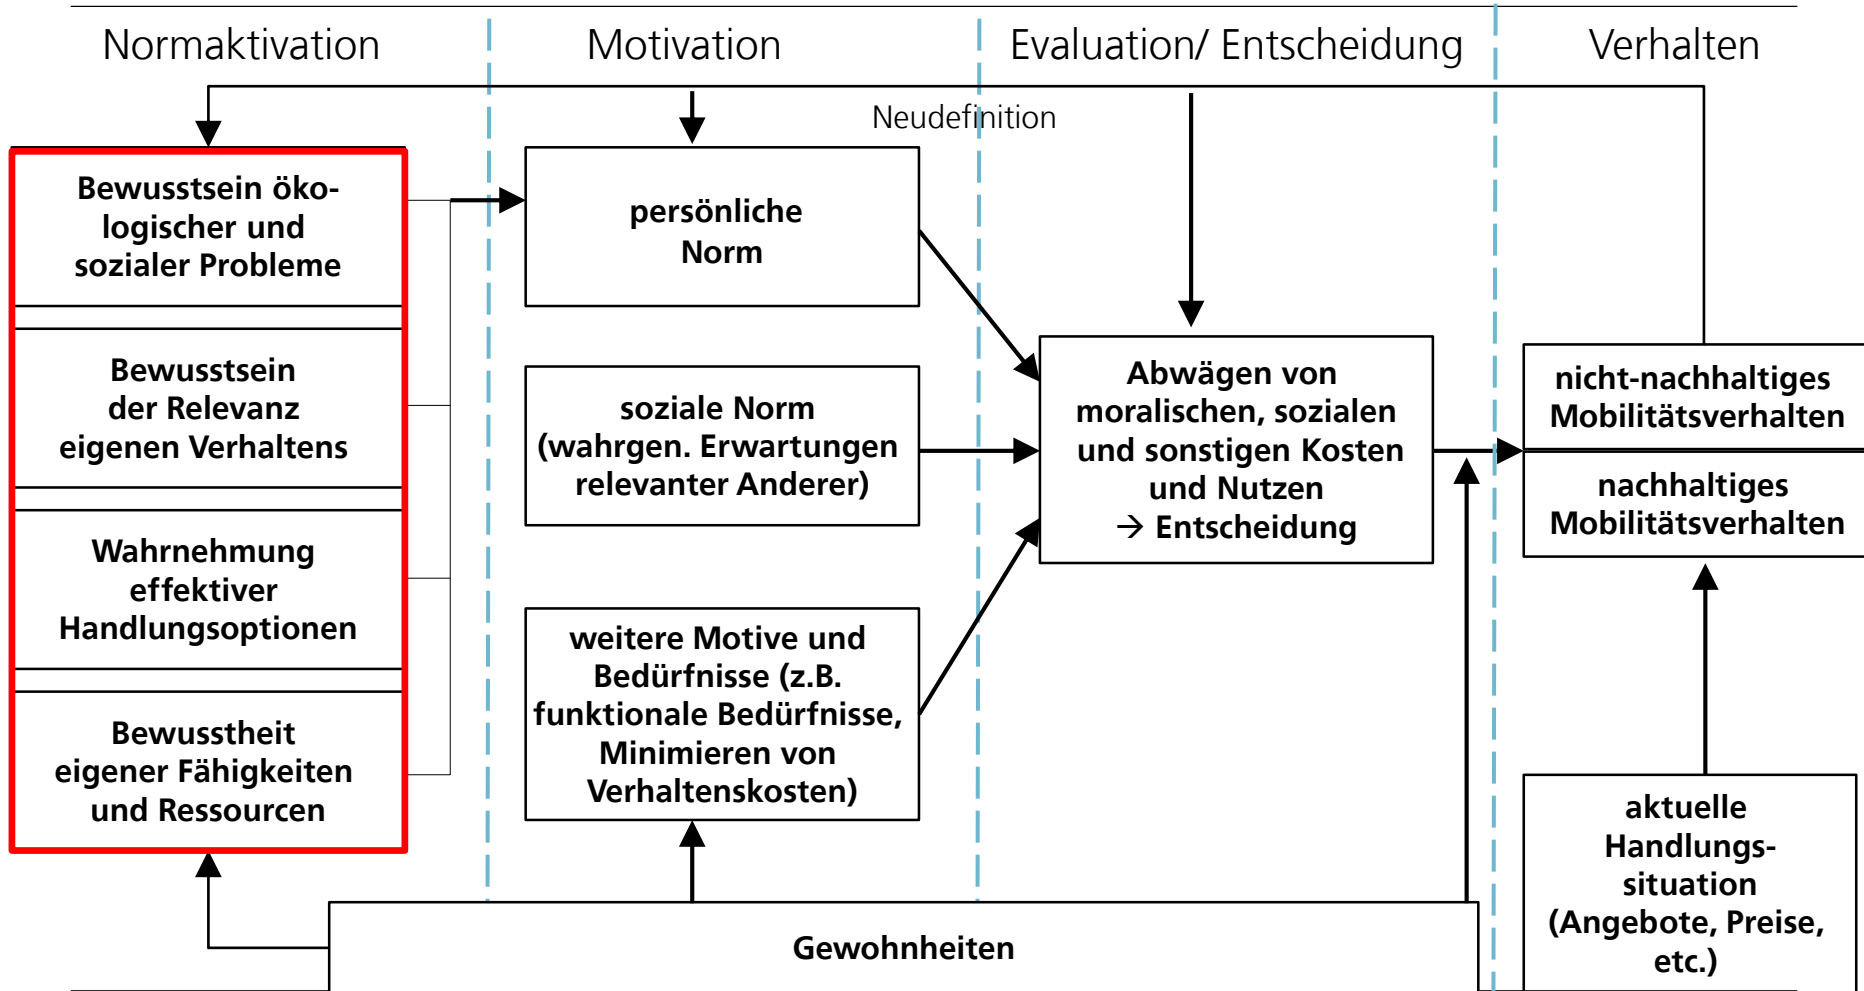 Normaktivation
Motivation
Evaluation/ Entscheidung
Verhalten
Neudefinition
Bewusstsein öko-
logischer und
sozialer Probleme
Bewusstsein
der Relevanz
eigenen Verhaltens
Wahrnehmung
effektiver
Handlungsoptionen
Bewusstheit
eigener Fähigkeiten
und Ressourcen
persönliche
Norm
soziale Norm
(wahrgen. Erwartungen
relevanter Anderer)
weitere Motive und
Bedürfnisse (z.B.
funktionale Bedürfnisse,
Minimieren von
Verhaltenskosten)
Abwägen von
moralischen, sozialen
und sonstigen Kosten
und Nutzen
→ Entscheidung
nicht-nachhaltiges
Mobilitätsverhalten
nachhaltiges
Mobilitätsverhalten
aktuelle
Handlungs-
situation
(Angebote, Preise,
etc.)
Gewohnheiten